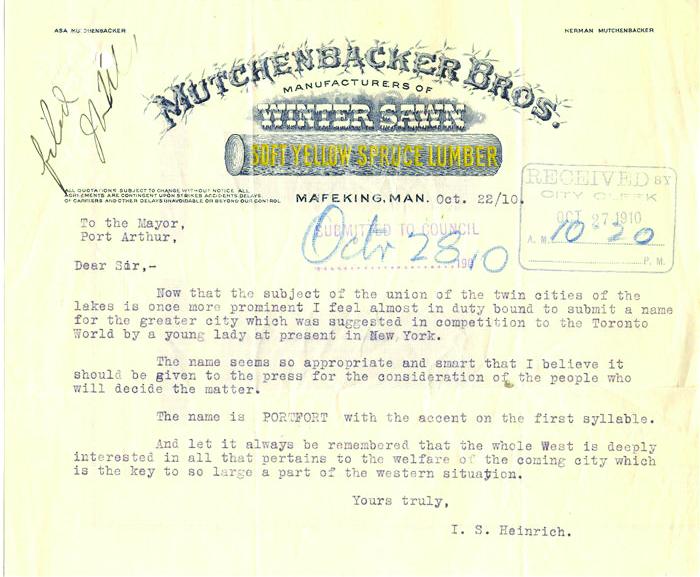 ASA MUTCHENBACKER
HERMAN MUTCHENBACKER
filed
MUTCHENBACKER BROS.
MANUFACTURERS OF
WINTER SAWN
SOFT YELLOW SPRUCE LUMBER
ALL QUOTATIONS SUBJECT TO CHANGE WITHOUT NOTICE. ALL
AGREEMENTS ARE CONTINGENT UPON STRIKES ACCIDENTS DELAYS
OF CARRIERS AND OTHER DELAYS UNAVOIDABLE OR BEYOND OUR CONTROL
MAFEKING, MAN. Oct. 22/10.
RECEIVED BY
CITY CLERK
OCT 27 1910
A. M. 10-20
P. M.
To the Mayor,
Port Arthur,
SUBMITTED TO COUNCIL
Octr 28 190 10
Dear Sir,-
Now that the subject of the union of the twin cities of the
lakes is once more prominent I feel almost in duty bound to submit a name
for the greater city which was suggested in competition to the Toronto
World by a young lady at present in New York.
The name seems so appropriate and smart that I believe it
should be given to the press for the consideration of the people who
will decide the matter.
The name is PORTFORT with the accent on the first syllable.
And let it always be remembered that the whole West is deeply
interested in all that pertains to the welfare of the coming city which
is the key to so large a part of the western situation.
Yours truly,
I. S. Heinrich.